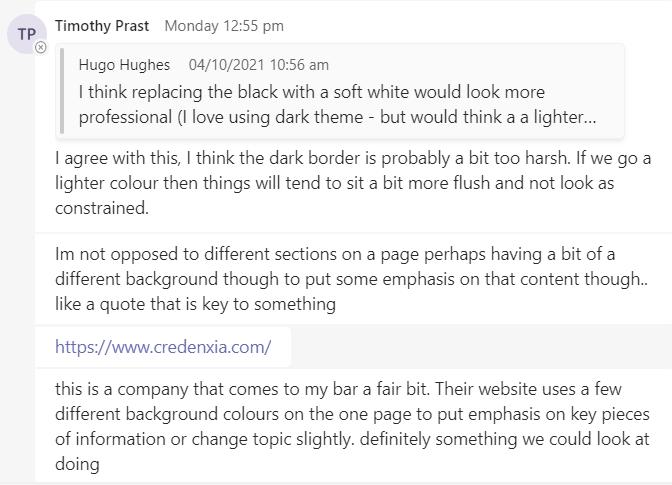 TP
Timothy Prast Monday 12:55 pm
Hugo Hughes 04/10/2021 10:56 am
I think replacing the black with a soft white would look more
professional (I love using dark theme - but would think a a lighter...
I agree with this, I think the dark border is probably a bit too harsh. If we go a
lighter colour then things will tend to sit a bit more flush and not look as
constrained.
Im not opposed to different sections on a page perhaps having a bit of a
different background though to put some emphasis on that content though..
like a quote that is key to something
https://www.credenxia.com/
this is a company that comes to my bar a fair bit. Their website uses a few
different background colours on the one page to put emphasis on key pieces
of information or change topic slightly. definitely something we could look at
doing